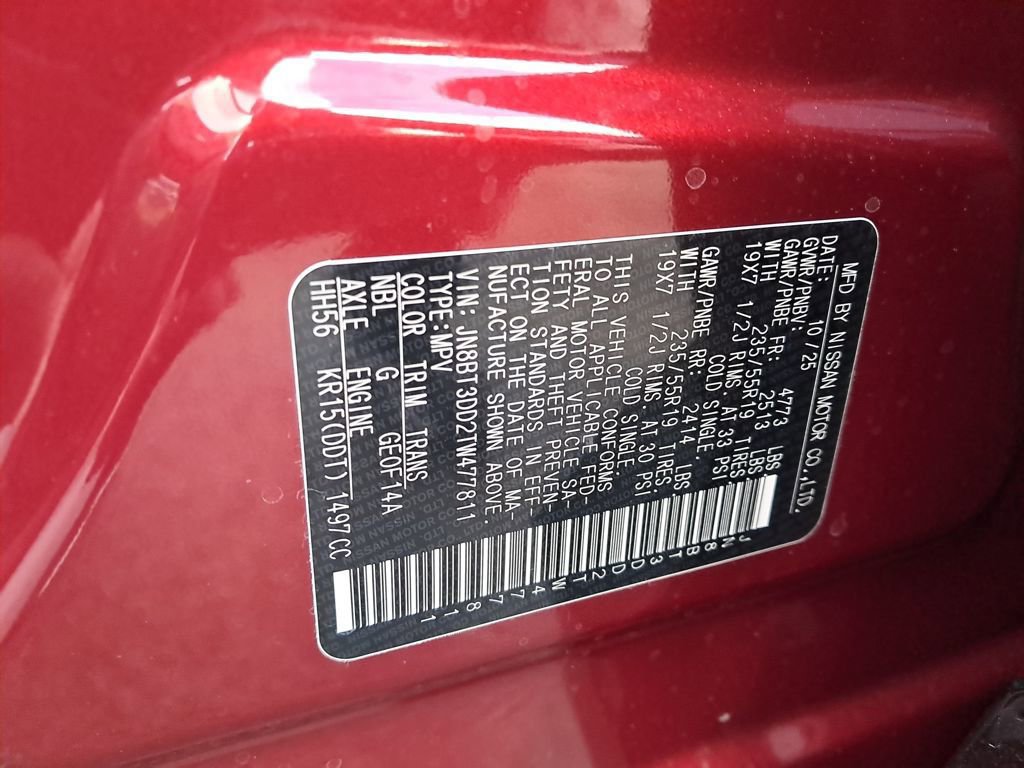 MFD BY NISSAN MOTOR CO.,LTD.
DATE: 10/25
GVWR/PNBV: 4773 LBS
GAWR/PNBE FR: 2513 LBS
WITH 235/55R19 TIRES
19X7 1/2J RIMS. AT 33 PSI
COLD SINGLE
GAWR/PNBE RR: 2414 LBS.
WITH 235/55R19 TIRES.
19X7 1/2J RIMS. AT 30 PSI
COLD SINGLE.
THIS VEHICLE CONFORMS
TO ALL APPLICABLE FED-
ERAL MOTOR VEHICLE SA-
FETY AND THEFT PREVEN-
TION STANDARDS IN EFF-
ECT ON THE DATE OF MA-
NUFACTURE SHOWN ABOVE.
VIN: JN8BT3DD2TW477811
TYPE:MPV
COLOR TRIM TRANS
NBL G GE0F14A
AXLE ENGINE
HH56 KR15(DDT) 1497CC
JN8BT3DD2TW477811